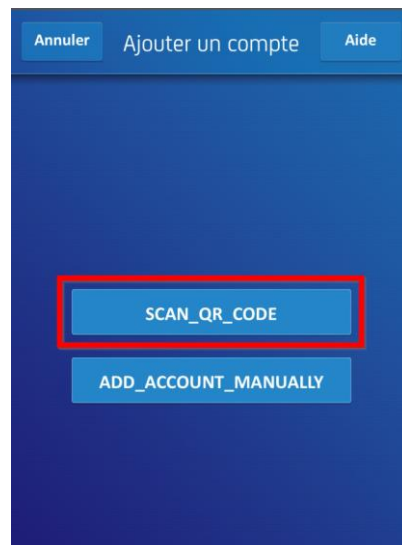 Annuler Ajouter un compte Aide
SCAN_QR_CODE
ADD_ACCOUNT_MANUALLY